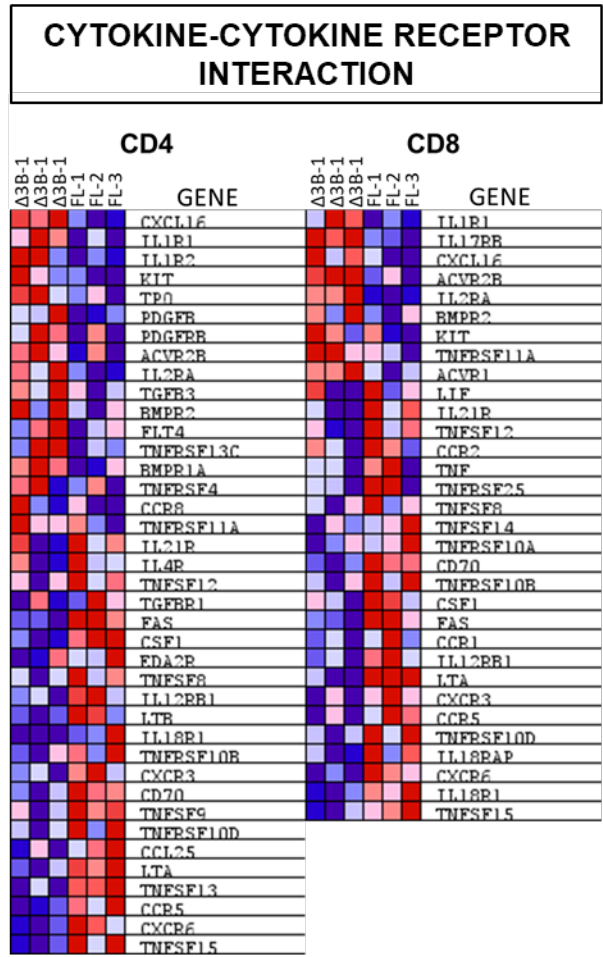 CYTOKINE-CYTOKINE RECEPTOR
INTERACTION
CD4
Δ3B-1
Δ3B-1
Δ3B-1
FL-1
FL-2
FL-3
GENE
CXCL16
IL1R1
IL1R2
KIT
TPO
PDGFB
PDGFRB
ACVR2B
IL2RA
TGFB3
BMPR2
FLT4
TNFRSF13C
BMPR1A
TNFRSF4
CCR8
TNFRSF11A
IL21R
IL4R
TNFSF12
TGFBR1
FAS
CSF1
EDA2R
TNFSF8
IL12RB1
LTB
IL18R1
TNFRSF10B
CXCR3
CD70
TNFSF9
TNFRSF10D
CCL25
LTA
TNFSF13
CCR5
CXCR6
TNFSF15
CD8
Δ3B-1
Δ3B-1
Δ3B-1
FL-1
FL-2
FL-3
GENE
IL1R1
IL17RB
CXCL16
ACVR2B
IL2RA
BMPR2
KIT
TNFRSF11A
ACVR1
LIF
IL21R
TNFSF12
CCR2
TNF
TNFRSF25
TNFSF8
TNFSF14
TNFRSF10A
CD70
TNFRSF10B
CSF1
FAS
CCR1
IL12RB1
LTA
CXCR3
CCR5
TNFRSF10D
IL18RAP
CXCR6
IL18R1
TNFSF15